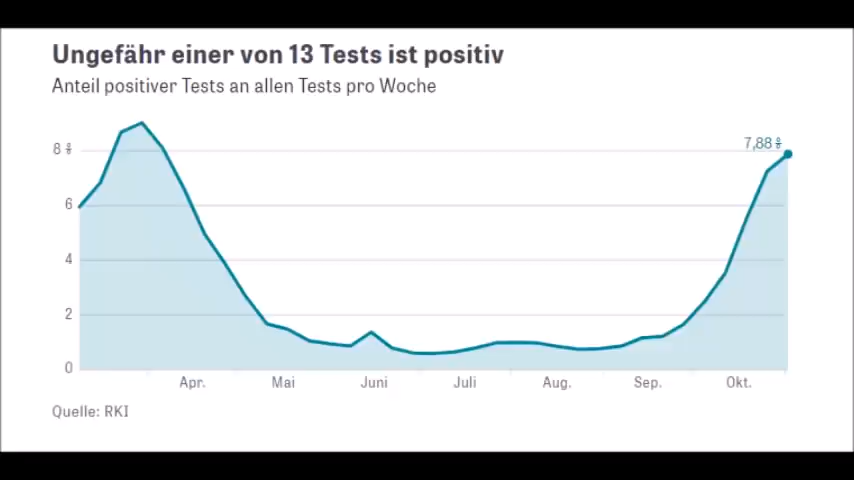 Ungefähr einer von 13 Tests ist positiv
Anteil positiver Tests an allen Tests pro Woche
7,88 %
8 %
6
4
2
0
Apr. Mai Juni Juli Aug. Sep. Okt.
Quelle: RKI